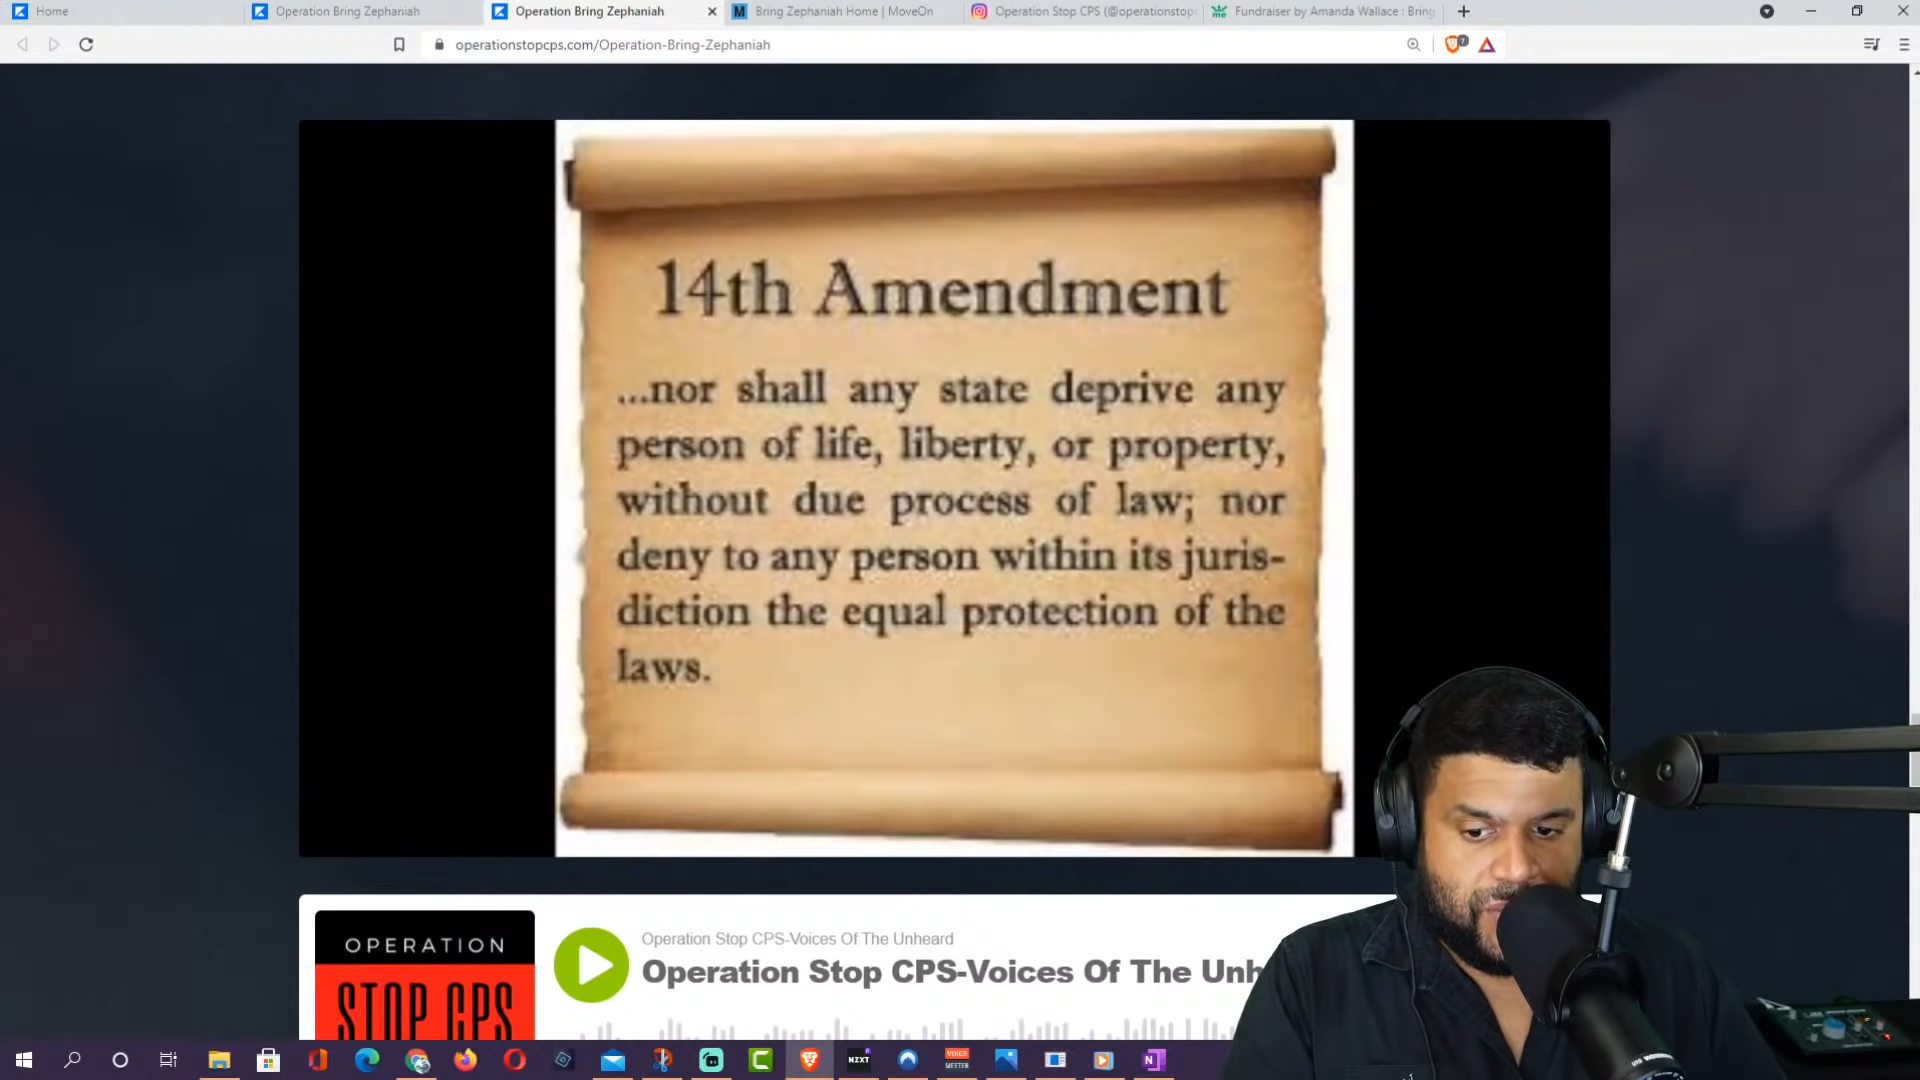 Home
Operation Bring Zephaniah
Operation Bring Zephaniah
Bring Zephaniah Home | MoveOn
Operation Stop CPS (@operationstop
Fundraiser by Amanda Wallace : Bring
operationstopcps.com/Operation-Bring-Zephaniah
7
14th Amendment
...nor shall any state deprive any
person of life, liberty, or property,
without due process of law; nor
deny to any person within its juris-
diction the equal protection of the
laws.
OPERATION
STOP CPS
Operation Stop CPS-Voices Of The Unheard
Operation Stop CPS-Voices Of The Unh
NZXT
VOICE
MEETER